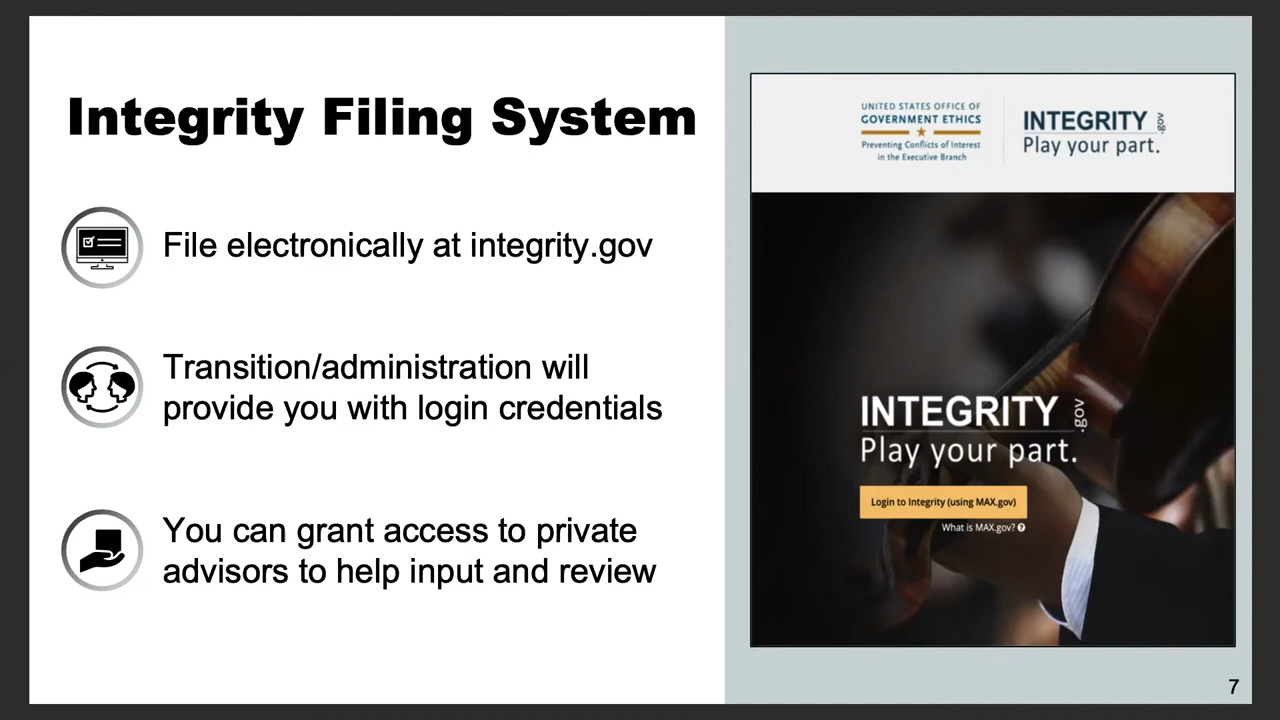 Integrity Filing System
File electronically at integrity.gov
Transition/administration will
provide you with login credentials
You can grant access to private
advisors to help input and review
UNITED STATES OFFICE OF
GOVERNMENT ETHICS
Preventing Conflicts of Interest
in the Executive Branch
INTEGRITY.gov
Play your part.
INTEGRITY.gov
Play your part.
Login to Integrity (using MAX.gov)
What is MAX.gov? ?
7